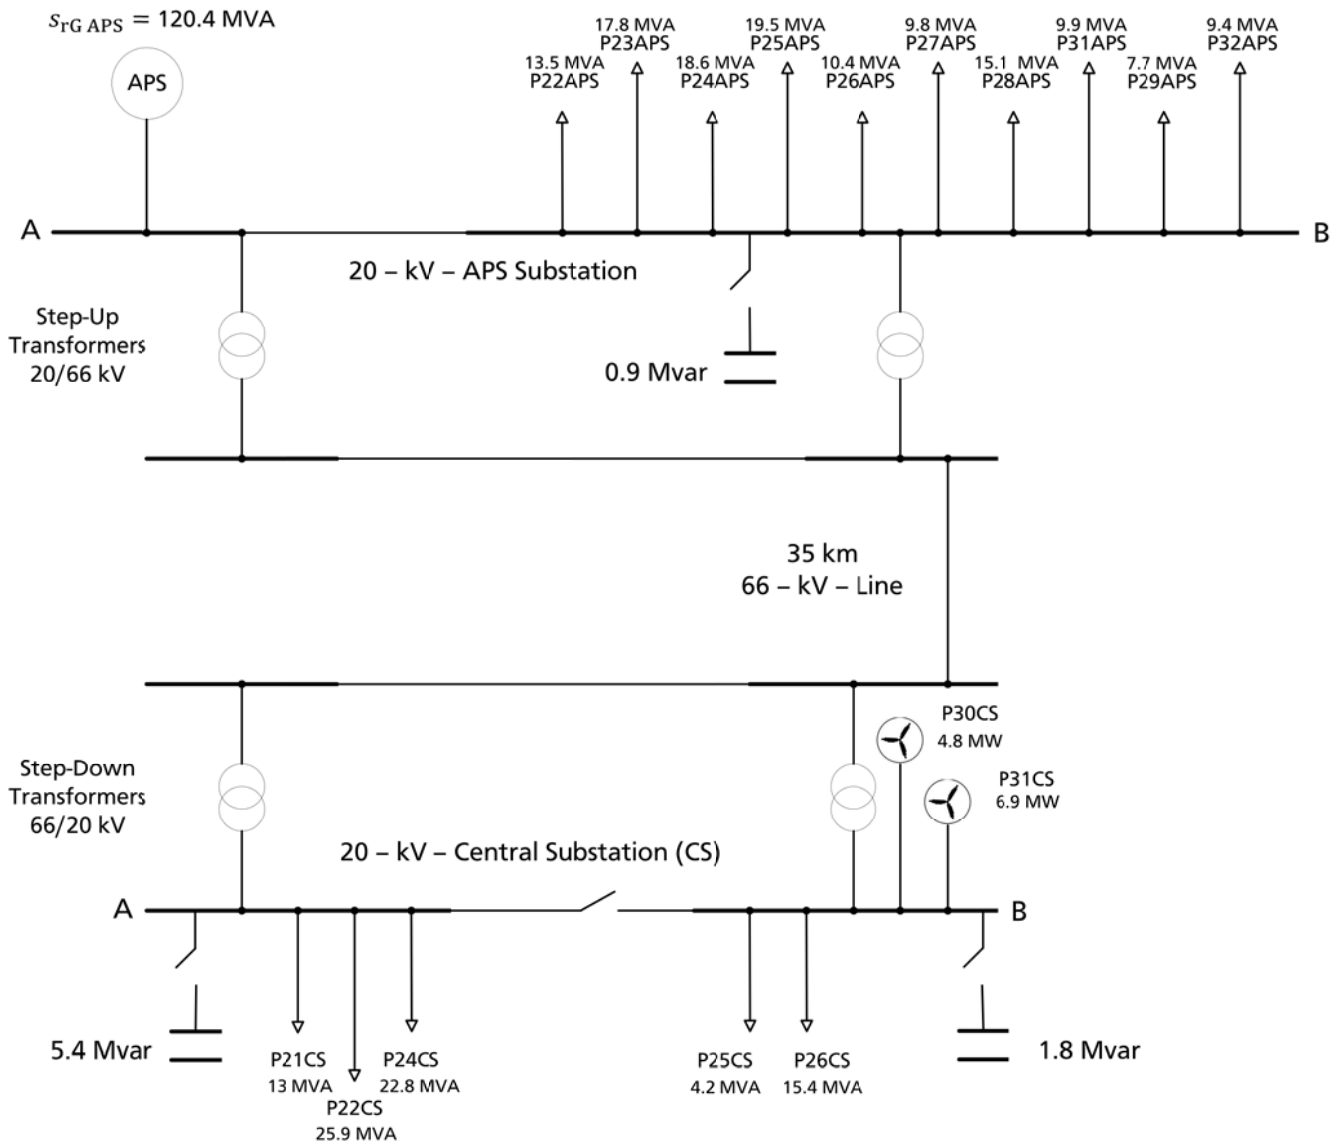 s_rG APS = 120.4 MVA
APS
17.8 MVA
P23APS
19.5 MVA
P25APS
9.8 MVA
P27APS
9.9 MVA
P31APS
9.4 MVA
P32APS
13.5 MVA
P22APS
18.6 MVA
P24APS
10.4 MVA
P26APS
15.1 MVA
P28APS
7.7 MVA
P29APS
A
B
20 – kV – APS Substation
Step-Up
Transformers
20/66 kV
0.9 Mvar
35 km
66 – kV – Line
P30CS
4.8 MW
P31CS
6.9 MW
Step-Down
Transformers
66/20 kV
20 – kV – Central Substation (CS)
A
B
5.4 Mvar
P21CS
13 MVA
P22CS
25.9 MVA
P24CS
22.8 MVA
P25CS
4.2 MVA
P26CS
15.4 MVA
1.8 Mvar